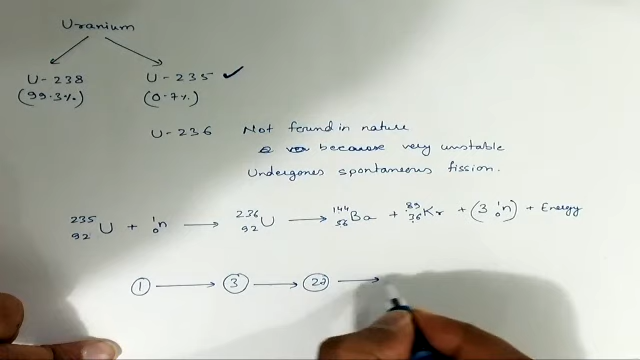 Uranium
U-238 U-235 ✓
(99.3%) (0.7%)
U-236 Not found in nature
because very unstable
Undergones spontaneous fission.
²³⁵₉₂U + ¹₀n → ²³⁶₉₂U → ¹⁴⁴₅₆Ba + ⁸⁹₃₆Kr + (3 ¹₀n) + Energy
1 → 3 → →